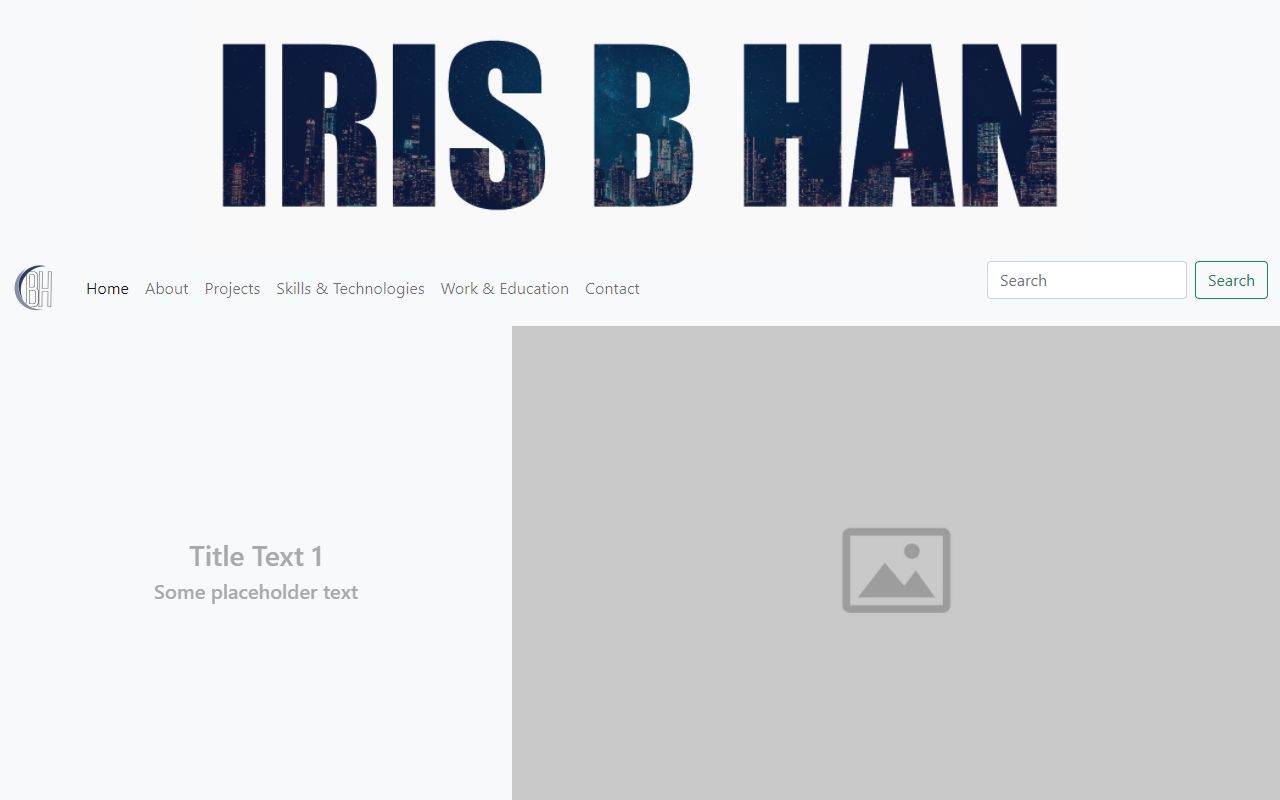 IRIS B HAN
BH
Home About Projects Skills & Technologies Work & Education Contact
Search Search
Title Text 1
Some placeholder text